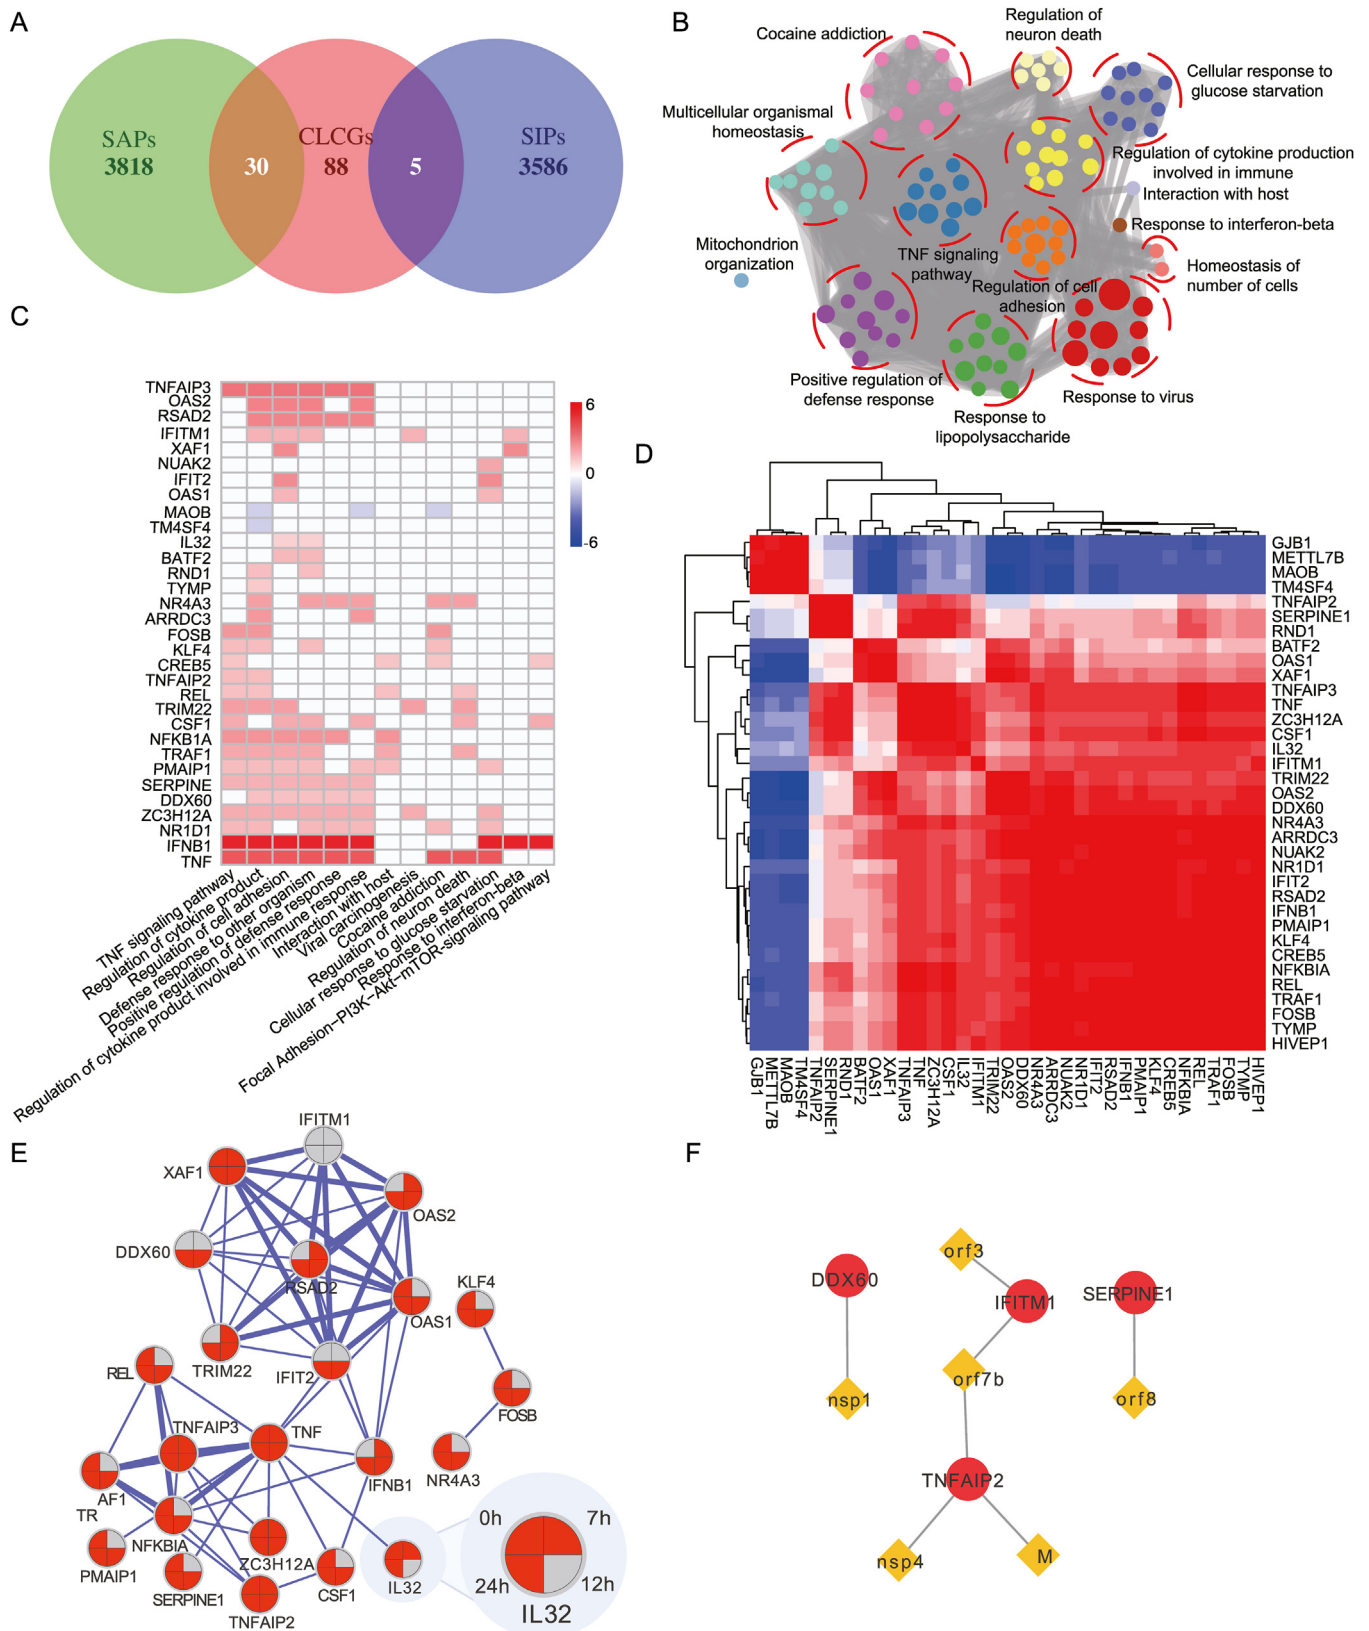 A
SAPs
3818
30
CLCGs
88
5
SIPs
3586
B
Cocaine addiction
Regulation of
neuron death
Cellular response to
glucose starvation
Multicellular organismal
homeostasis
Regulation of cytokine production
involved in immune
Interaction with host
Response to interferon-beta
Mitochondrion
organization
TNF signaling
pathway
Regulation of cell
adhesion
Homeostasis of
number of cells
Positive regulation of
defense response
Response to
lipopolysaccharide
Response to virus
C
TNFAIP3
OAS2
RSAD2
IFITM1
XAF1
NUAK2
IFIT2
OAS1
MAOB
TM4SF4
IL32
BATF2
RND1
TYMP
NR4A3
ARRDC3
FOSB
KLF4
CREB5
TNFAIP2
REL
TRIM22
CSF1
NFKB1A
TRAF1
PMAIP1
SERPINE
DDX60
ZC3H12A
NR1D1
IFNB1
TNF
6
0
-6
TNF signaling pathway
Regulation of cytokine product
Regulation of cell adhesion
Defense response to other organism
Positive regulation of defense response
Regulation of cytokine product involved in immune response
Interaction with host
Viral carcinogenesis
Cocaine addiction
Regulation of neuron death
Cellular response to glucose starvation
Response to interferon-beta
Focal Adhesion-PI3K-Akt-mTOR-signaling pathway
D
GJB1
METTL7B
MAOB
TM4SF4
TNFAIP2
SERPINE1
RND1
BATF2
OAS1
XAF1
TNFAIP3
TNF
ZC3H12A
CSF1
IL32
IFITM1
TRIM22
OAS2
DDX60
NR4A3
ARRDC3
NUAK2
NR1D1
IFIT2
RSAD2
IFNB1
PMAIP1
KLF4
CREB5
NFKBIA
REL
TRAF1
FOSB
TYMP
HIVEP1
GJB1
METTL7B
MAOB
TM4SF4
TNFAIP2
SERPINE1
RND1
BATF2
OAS1
XAF1
TNFAIP3
TNF
ZC3H12A
CSF1
IL32
IFITM1
TRIM22
OAS2
DDX60
NR4A3
ARRDC3
NUAK2
NR1D1
IFIT2
RSAD2
IFNB1
PMAIP1
KLF4
CREB5
NFKBIA
REL
TRAF1
FOSB
TYMP
HIVEP1
E
IFITM1
XAF1
OAS2
DDX60
RSAD2
KLF4
OAS1
TRIM22
IFIT2
REL
FOSB
TNFAIP3
TNF
NR4A3
IFNB1
AF1
TR
NFKBIA
PMAIP1
ZC3H12A
SERPINE1
CSF1
TNFAIP2
IL32
0h
7h
24h
12h
IL32
F
orf3
DDX60
IFITM1
SERPINE1
orf7b
nsp1
orf8
TNFAIP2
nsp4
M